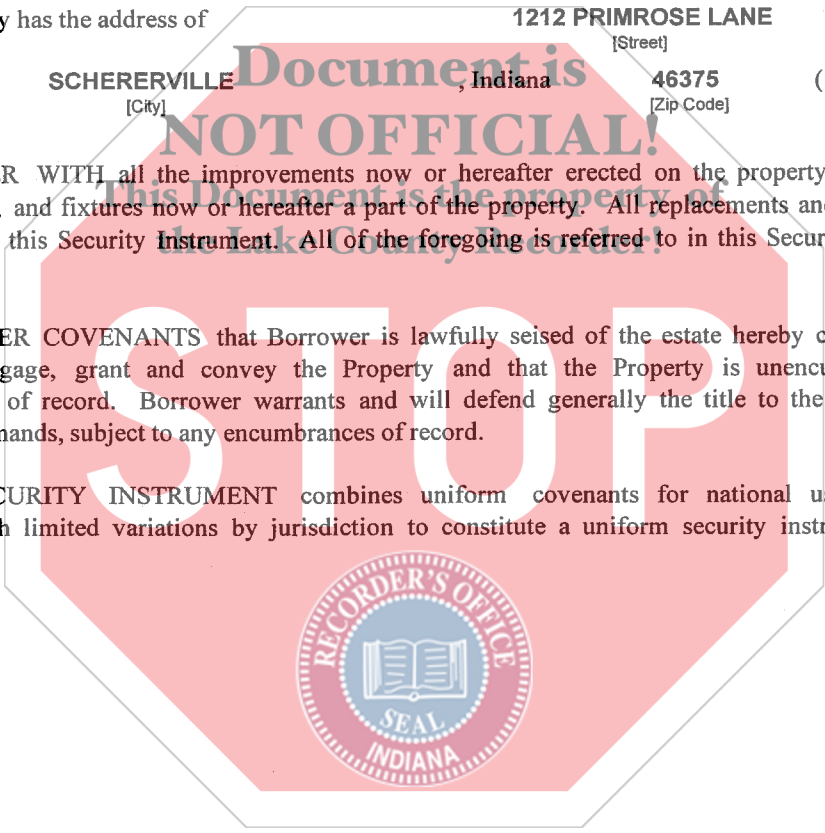 y has the address of 1212 PRIMROSE LANE
[Street]
Document is
SCHERERVILLE , Indiana 46375 (
[City] [Zip Code]
NOT OFFICIAL!
R WITH all the improvements now or hereafter erected on the property
This Document is the property of
, and fixtures now or hereafter a part of the property. All replacements an
this Security Instrument. All of the foregoing is referred to in this Secur
the Lake County Recorder!
ER COVENANTS that Borrower is lawfully seised of the estate hereby c
gage, grant and convey the Property and that the Property is unencu
of record. Borrower warrants and will defend generally the title to the
nands, subject to any encumbrances of record.
STOP
CURITY INSTRUMENT combines uniform covenants for national u
h limited variations by jurisdiction to constitute a uniform security instr
RECORDER'S OFFICE
SEAL
INDIANA